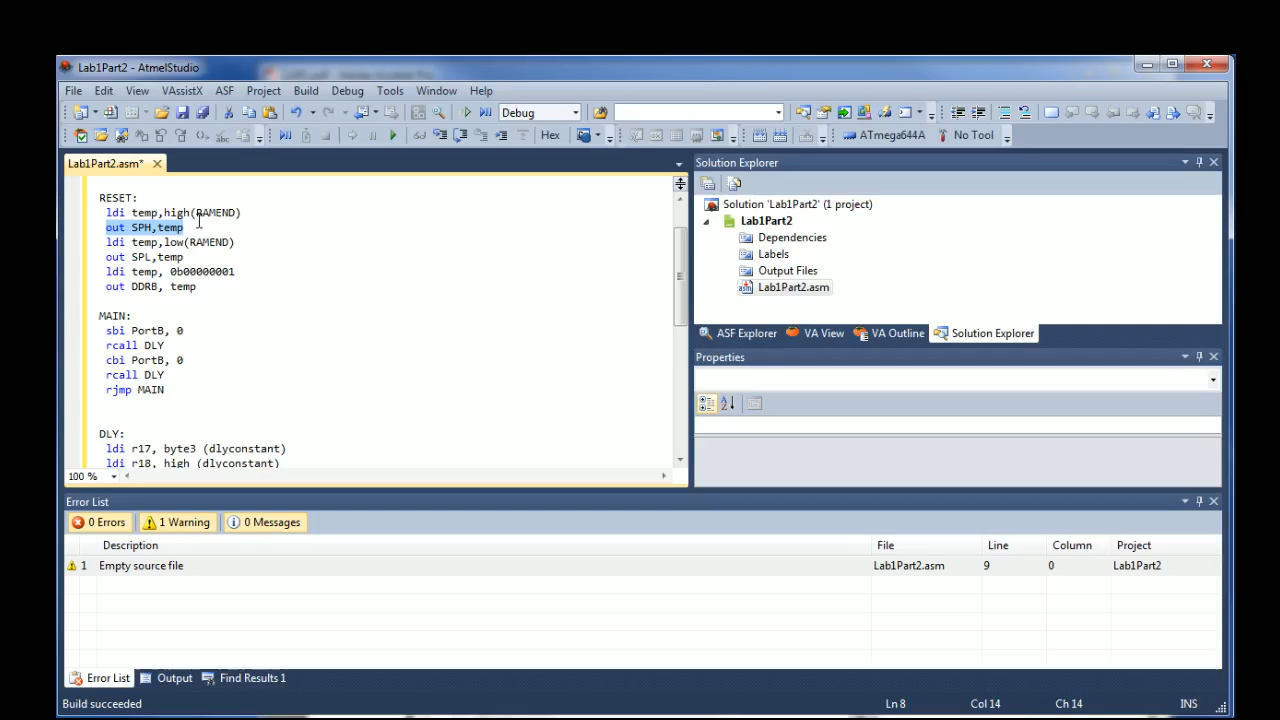 Lab1Part2 - AtmelStudio
File Edit View VAssistX ASF Project Build Debug Tools Window Help
Debug
Hex ATmega644A No Tool
Lab1Part2.asm*
RESET:
ldi temp,high(RAMEND)
out SPH,temp
ldi temp,low(RAMEND)
out SPL,temp
ldi temp, 0b00000001
out DDRB, temp
MAIN:
sbi PortB, 0
rcall DLY
cbi PortB, 0
rcall DLY
rjmp MAIN
DLY:
ldi r17, byte3 (dlyconstant)
ldi r18, high (dlyconstant)
100 %
Solution Explorer
Solution 'Lab1Part2' (1 project)
Lab1Part2
Dependencies
Labels
Output Files
Lab1Part2.asm
ASF Explorer VA View VA Outline Solution Explorer
Properties
Error List
0 Errors 1 Warning 0 Messages
Description File Line Column Project
1 Empty source file Lab1Part2.asm 9 0 Lab1Part2
Error List Output Find Results 1
Build succeeded Ln 8 Col 14 Ch 14 INS